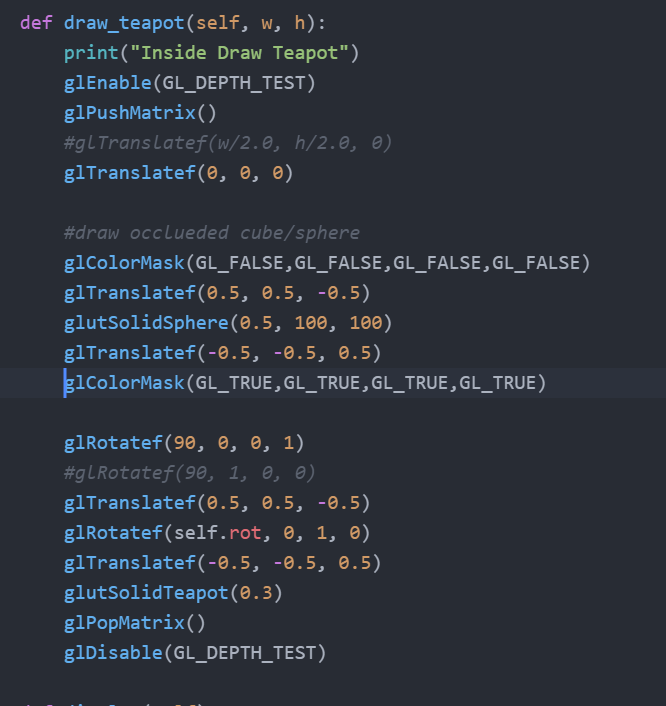 def draw_teapot(self, w, h):
    print("Inside Draw Teapot")
    glEnable(GL_DEPTH_TEST)
    glPushMatrix()
    #glTranslatef(w/2.0, h/2.0, 0)
    glTranslatef(0, 0, 0)

    #draw occlueded cube/sphere
    glColorMask(GL_FALSE,GL_FALSE,GL_FALSE,GL_FALSE)
    glTranslatef(0.5, 0.5, -0.5)
    glutSolidSphere(0.5, 100, 100)
    glTranslatef(-0.5, -0.5, 0.5)
    glColorMask(GL_TRUE,GL_TRUE,GL_TRUE,GL_TRUE)

    glRotatef(90, 0, 0, 1)
    #glRotatef(90, 1, 0, 0)
    glTranslatef(0.5, 0.5, -0.5)
    glRotatef(self.rot, 0, 1, 0)
    glTranslatef(-0.5, -0.5, 0.5)
    glutSolidTeapot(0.3)
    glPopMatrix()
    glDisable(GL_DEPTH_TEST)